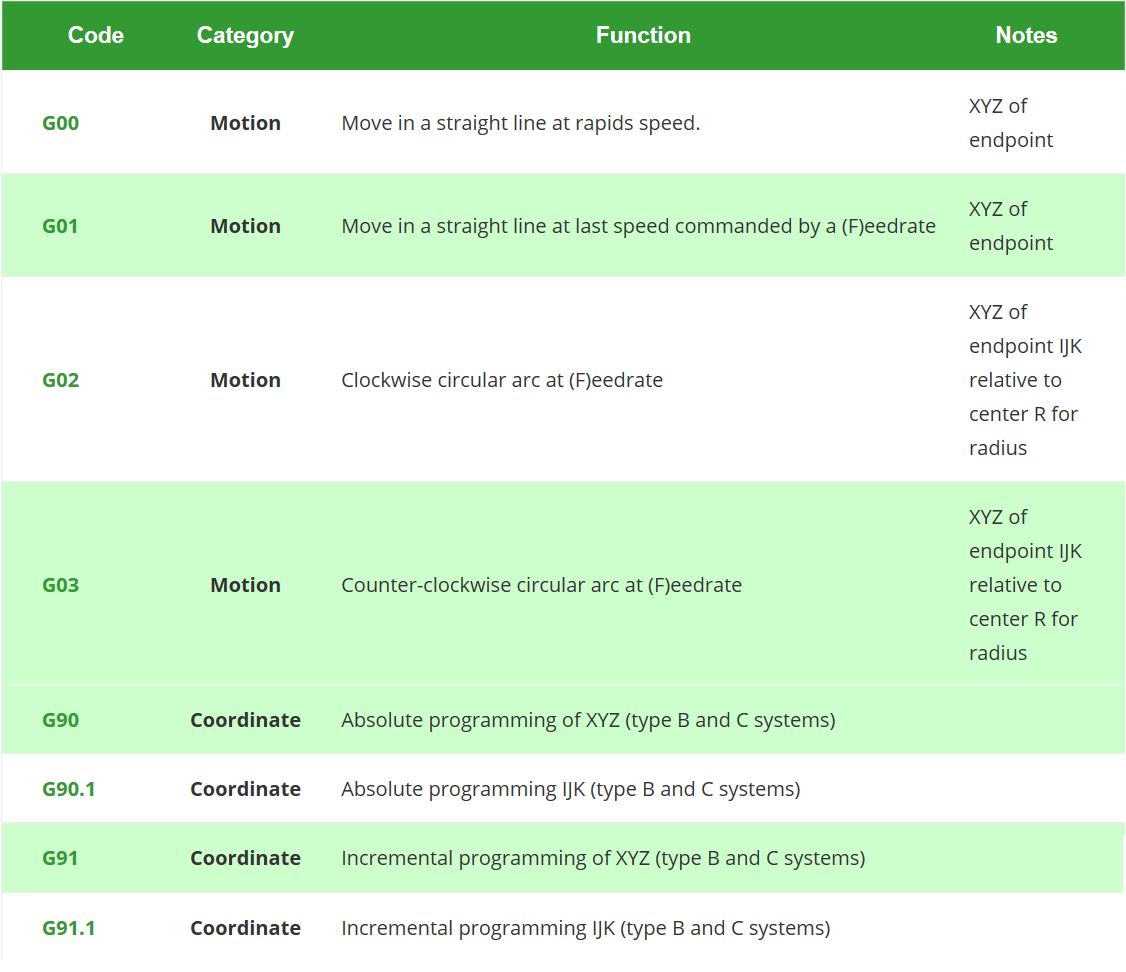 Code Category Function Notes
G00 Motion Move in a straight line at rapids speed. XYZ of
endpoint
G01 Motion Move in a straight line at last speed commanded by a (F)eedrate XYZ of
endpoint
G02 Motion Clockwise circular arc at (F)eedrate XYZ of
endpoint IJK
relative to
center R for
radius
G03 Motion Counter-clockwise circular arc at (F)eedrate XYZ of
endpoint IJK
relative to
center R for
radius
G90 Coordinate Absolute programming of XYZ (type B and C systems)
G90.1 Coordinate Absolute programming IJK (type B and C systems)
G91 Coordinate Incremental programming of XYZ (type B and C systems)
G91.1 Coordinate Incremental programming IJK (type B and C systems)